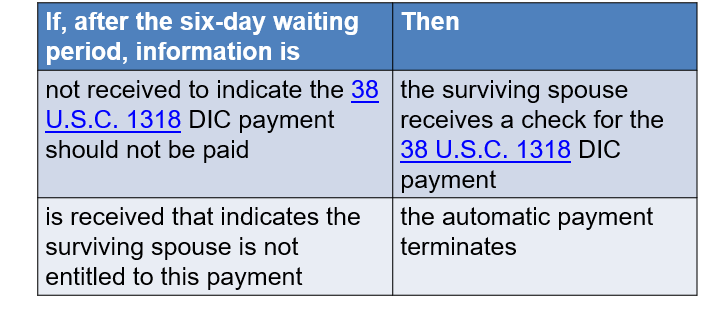 If, after the six-day waiting
period, information is
Then
not received to indicate the 38
U.S.C. 1318 DIC payment
should not be paid
the surviving spouse
receives a check for the
38 U.S.C. 1318 DIC
payment
is received that indicates the
surviving spouse is not
entitled to this payment
the automatic payment
terminates